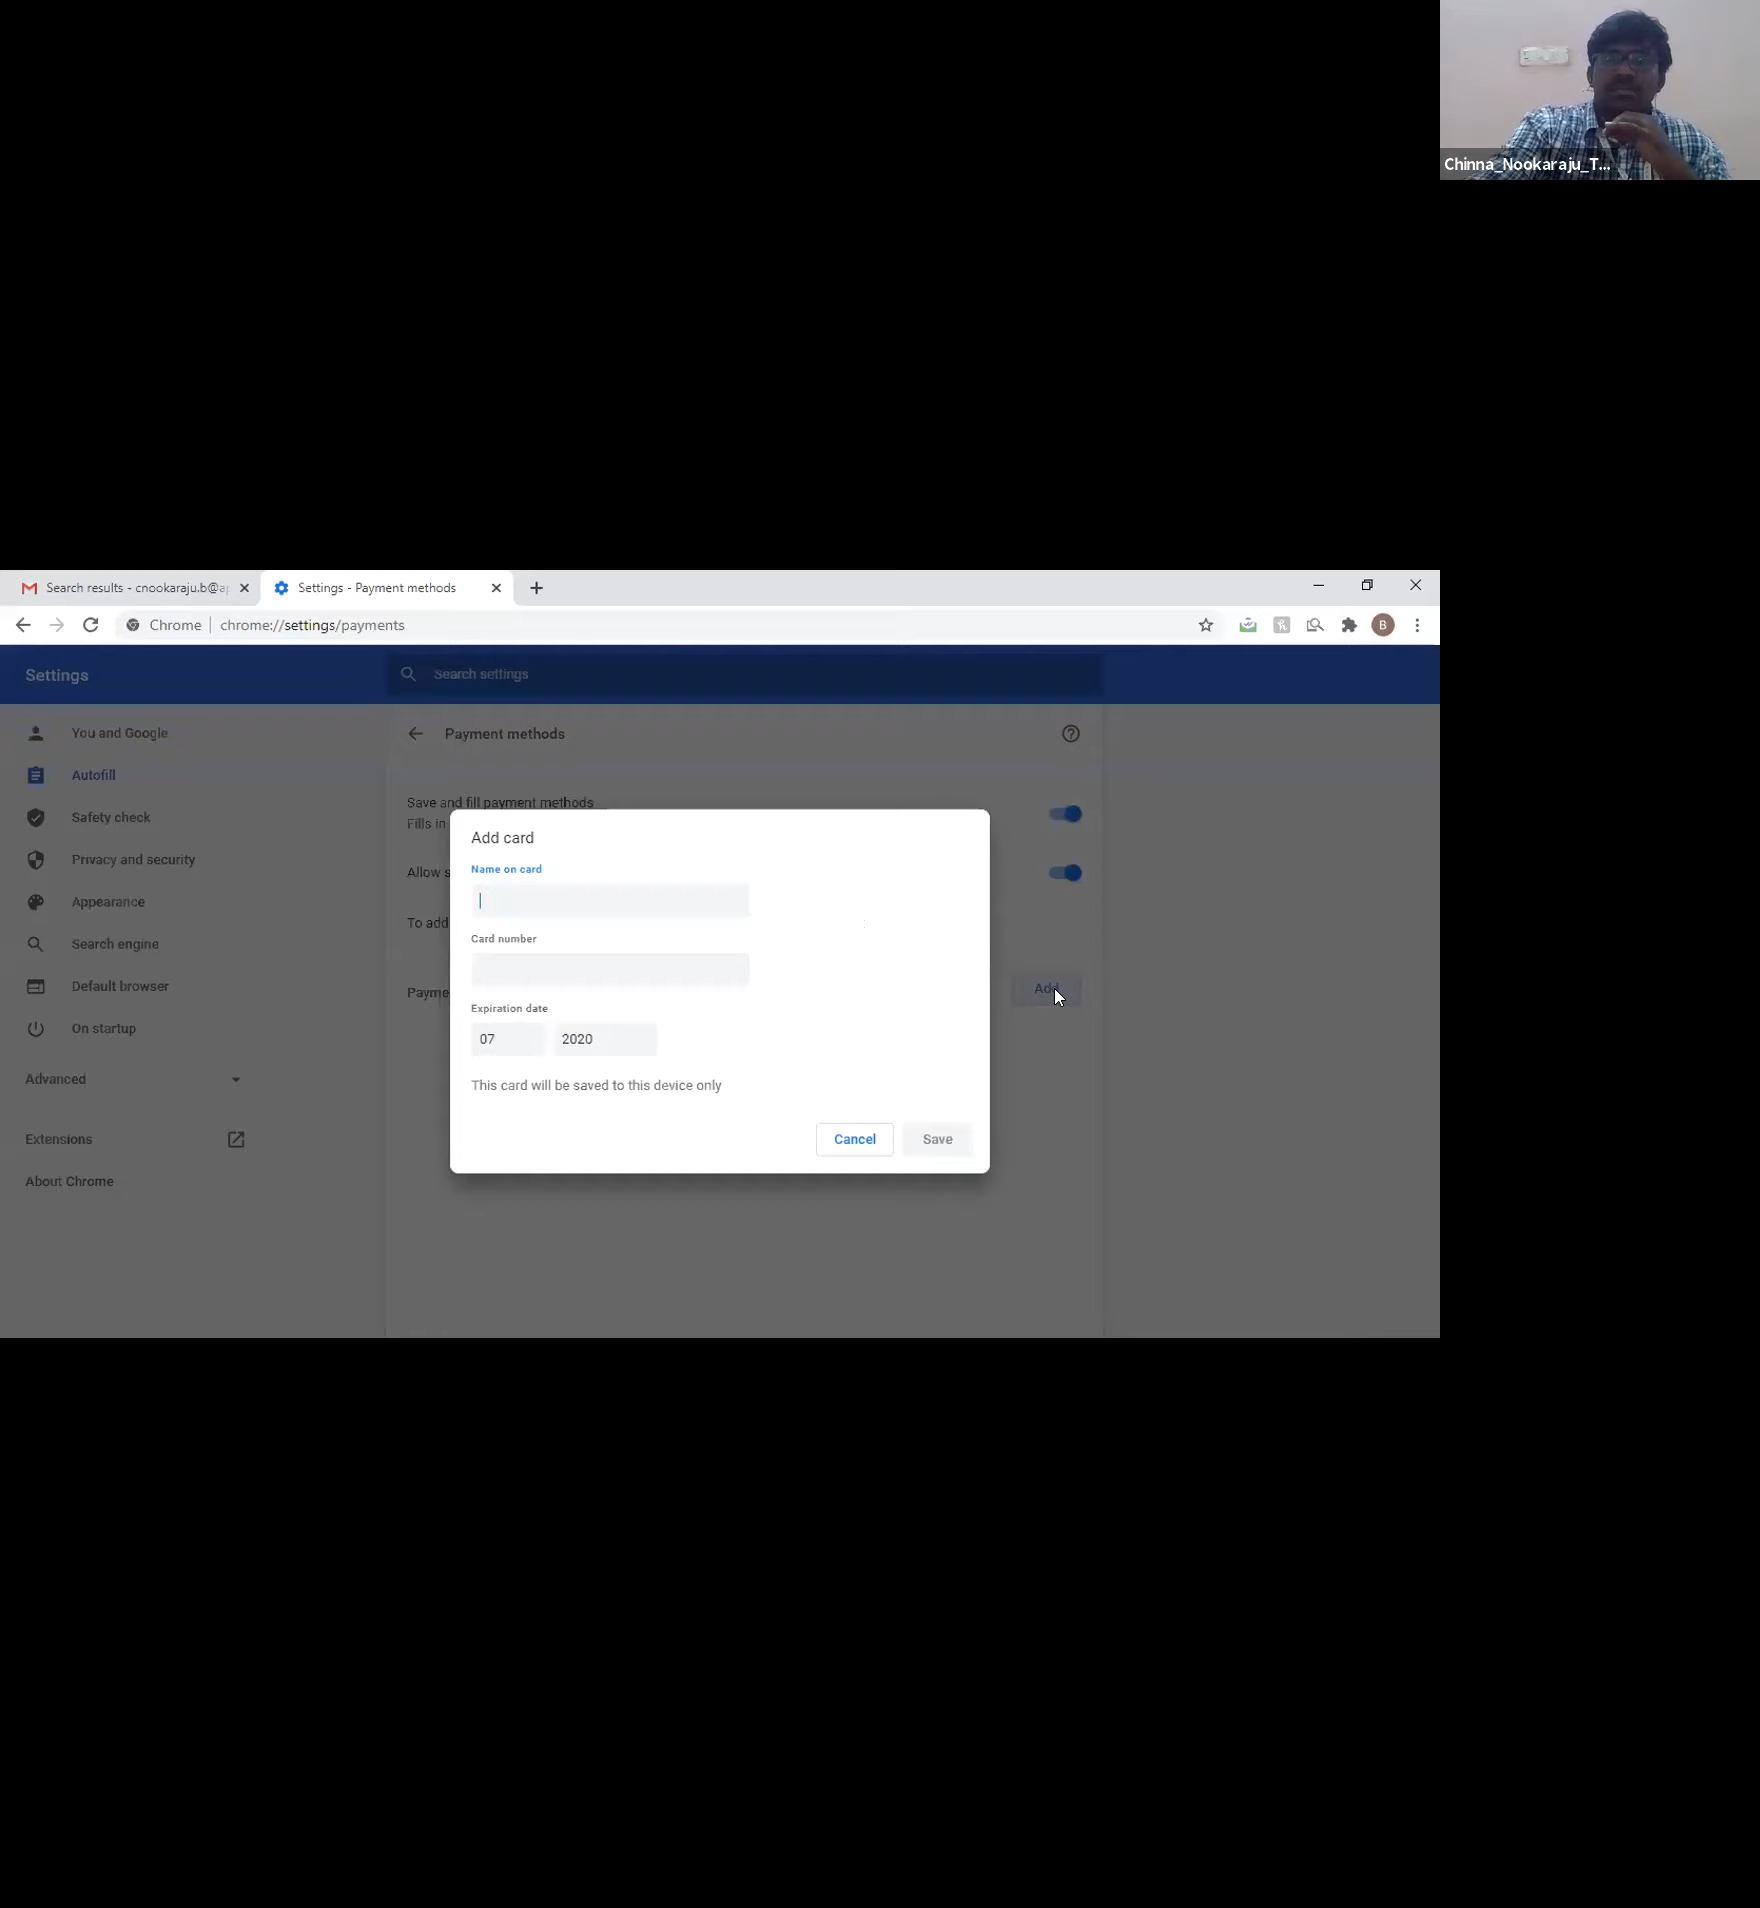 Chinna_Nookaraju_T...
Search results - cnookaraju.b@a
Settings - Payment methods
Chrome | chrome://settings/payments
B
Settings
Search settings
You and Google
Autofill
Safety check
Privacy and security
Appearance
Search engine
Default browser
On startup
Advanced
Extensions
About Chrome
Payment methods
Save and fill payment methods
Fills in
Allow s
To add
Payme
Add
Add card
Name on card
Card number
Expiration date
07 2020
This card will be saved to this device only
Cancel Save